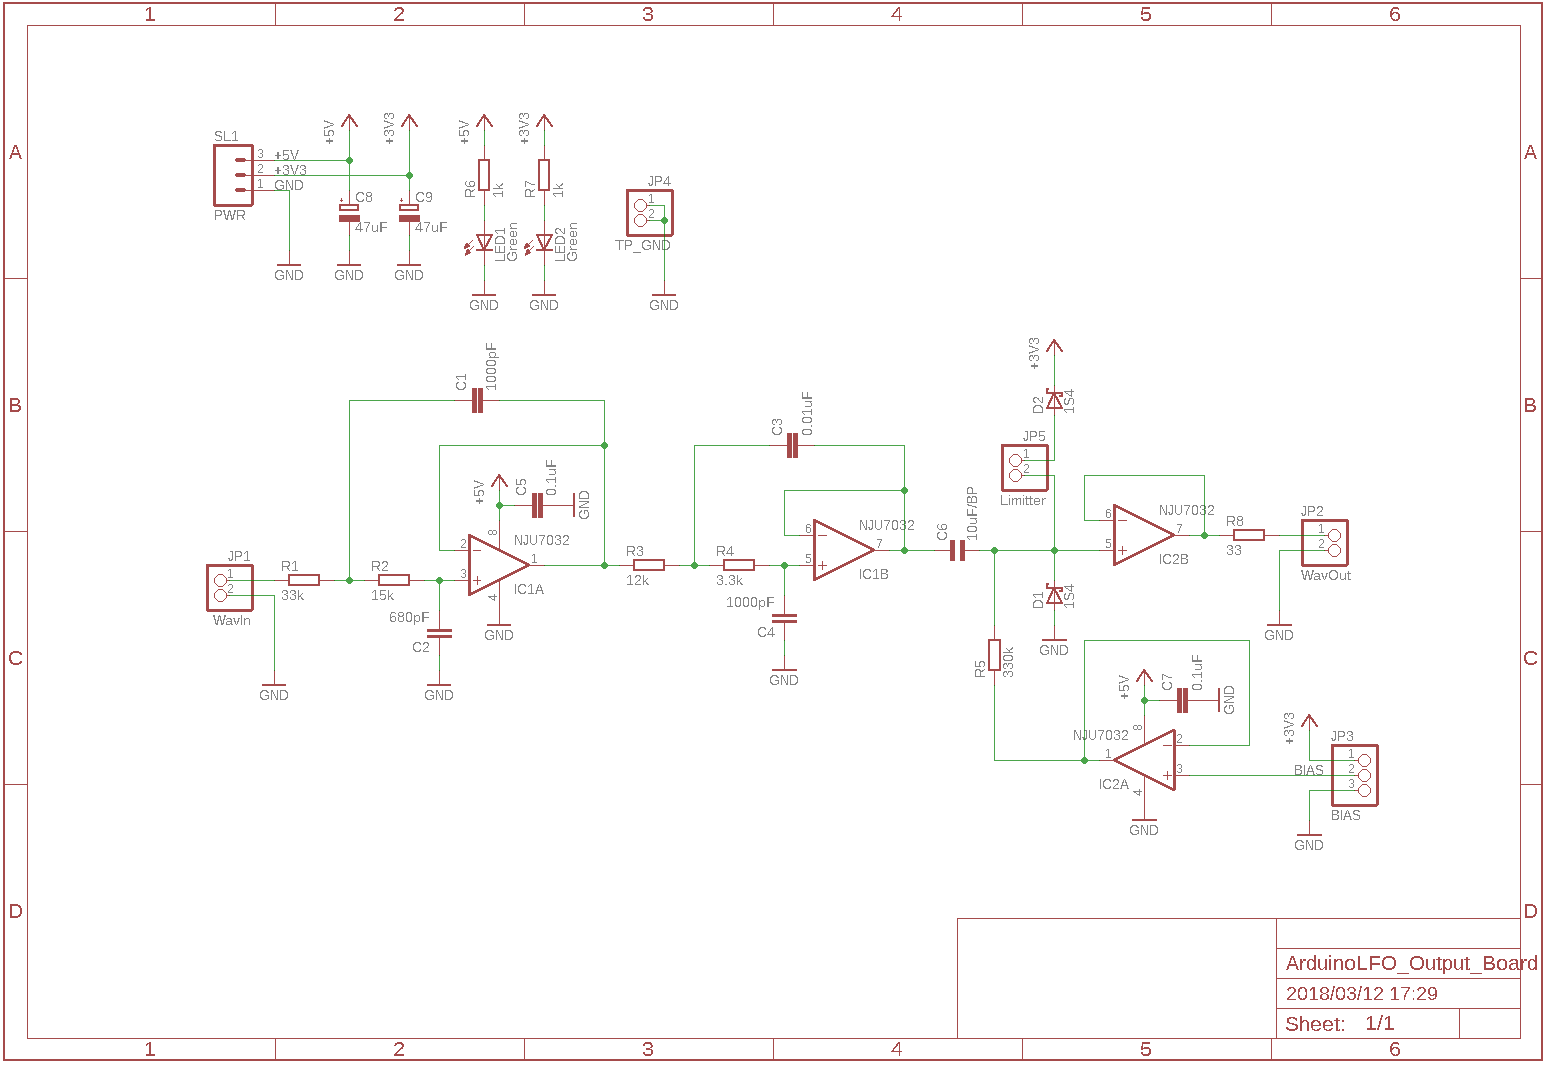 1 2 3 4 5 6
A A
SL1
3 +5V
2 +3V3
1 GND
PWR
GND
+5V
C8
47uF
GND
+3V3
C9
47uF
GND
+5V
R6
1k
LED1
Green
GND
+3V3
R7
1k
LED2
Green
GND
JP4
1
2
TP_GND
GND
B B
C1
1000pF
+5V
C5
0.1uF
GND
8
2
3
1
4
NJU7032
IC1A
GND
JP1
1
2
WavIn
GND
R1
33k
R2
15k
680pF
C2
GND
R3
12k
C3
0.01uF
R4
3.3k
1000pF
C4
GND
6
5
7
NJU7032
IC1B
C6
10uF/BP
+3V3
D2
1S4
JP5
1
2
Limitter
D1
1S4
GND
6
5
7
NJU7032
IC2B
R8
33
JP2
1
2
WavOut
GND
C C
R5
330k
+5V
C7
0.1uF
GND
8
NJU7032
1
2
3
4
IC2A
GND
+3V3
JP3
1
BIAS 2
3
BIAS
GND
D D
ArduinoLFO_Output_Board
2018/03/12 17:29
Sheet: 1/1
1 2 3 4 5 6